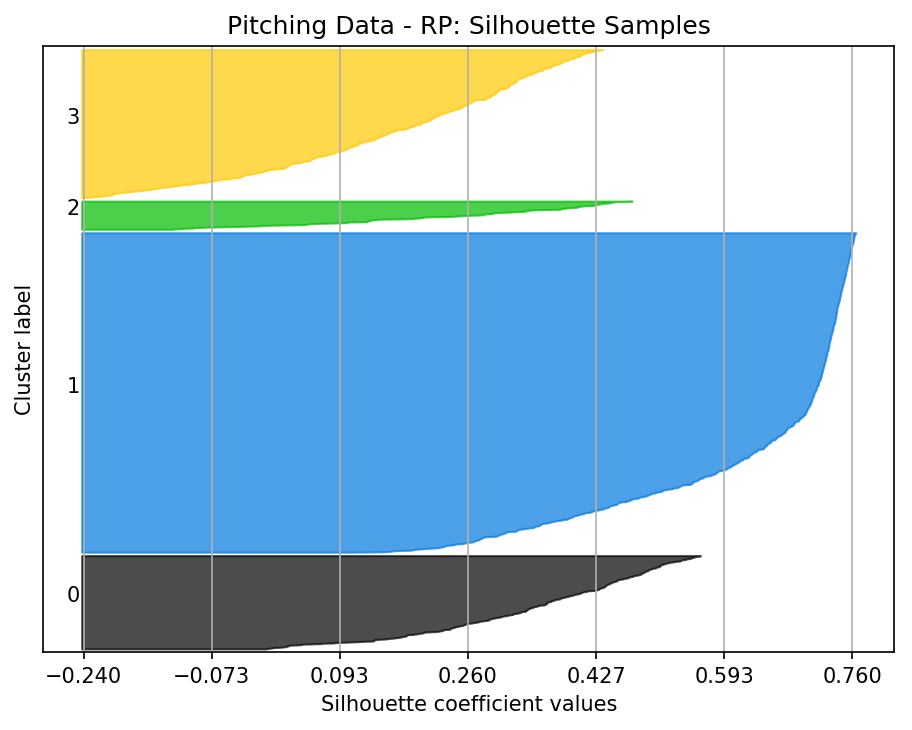 Pitching Data - RP: Silhouette Samples
3
2
1
0
Cluster label
−0.240 −0.073 0.093 0.260 0.427 0.593 0.760
Silhouette coefficient values